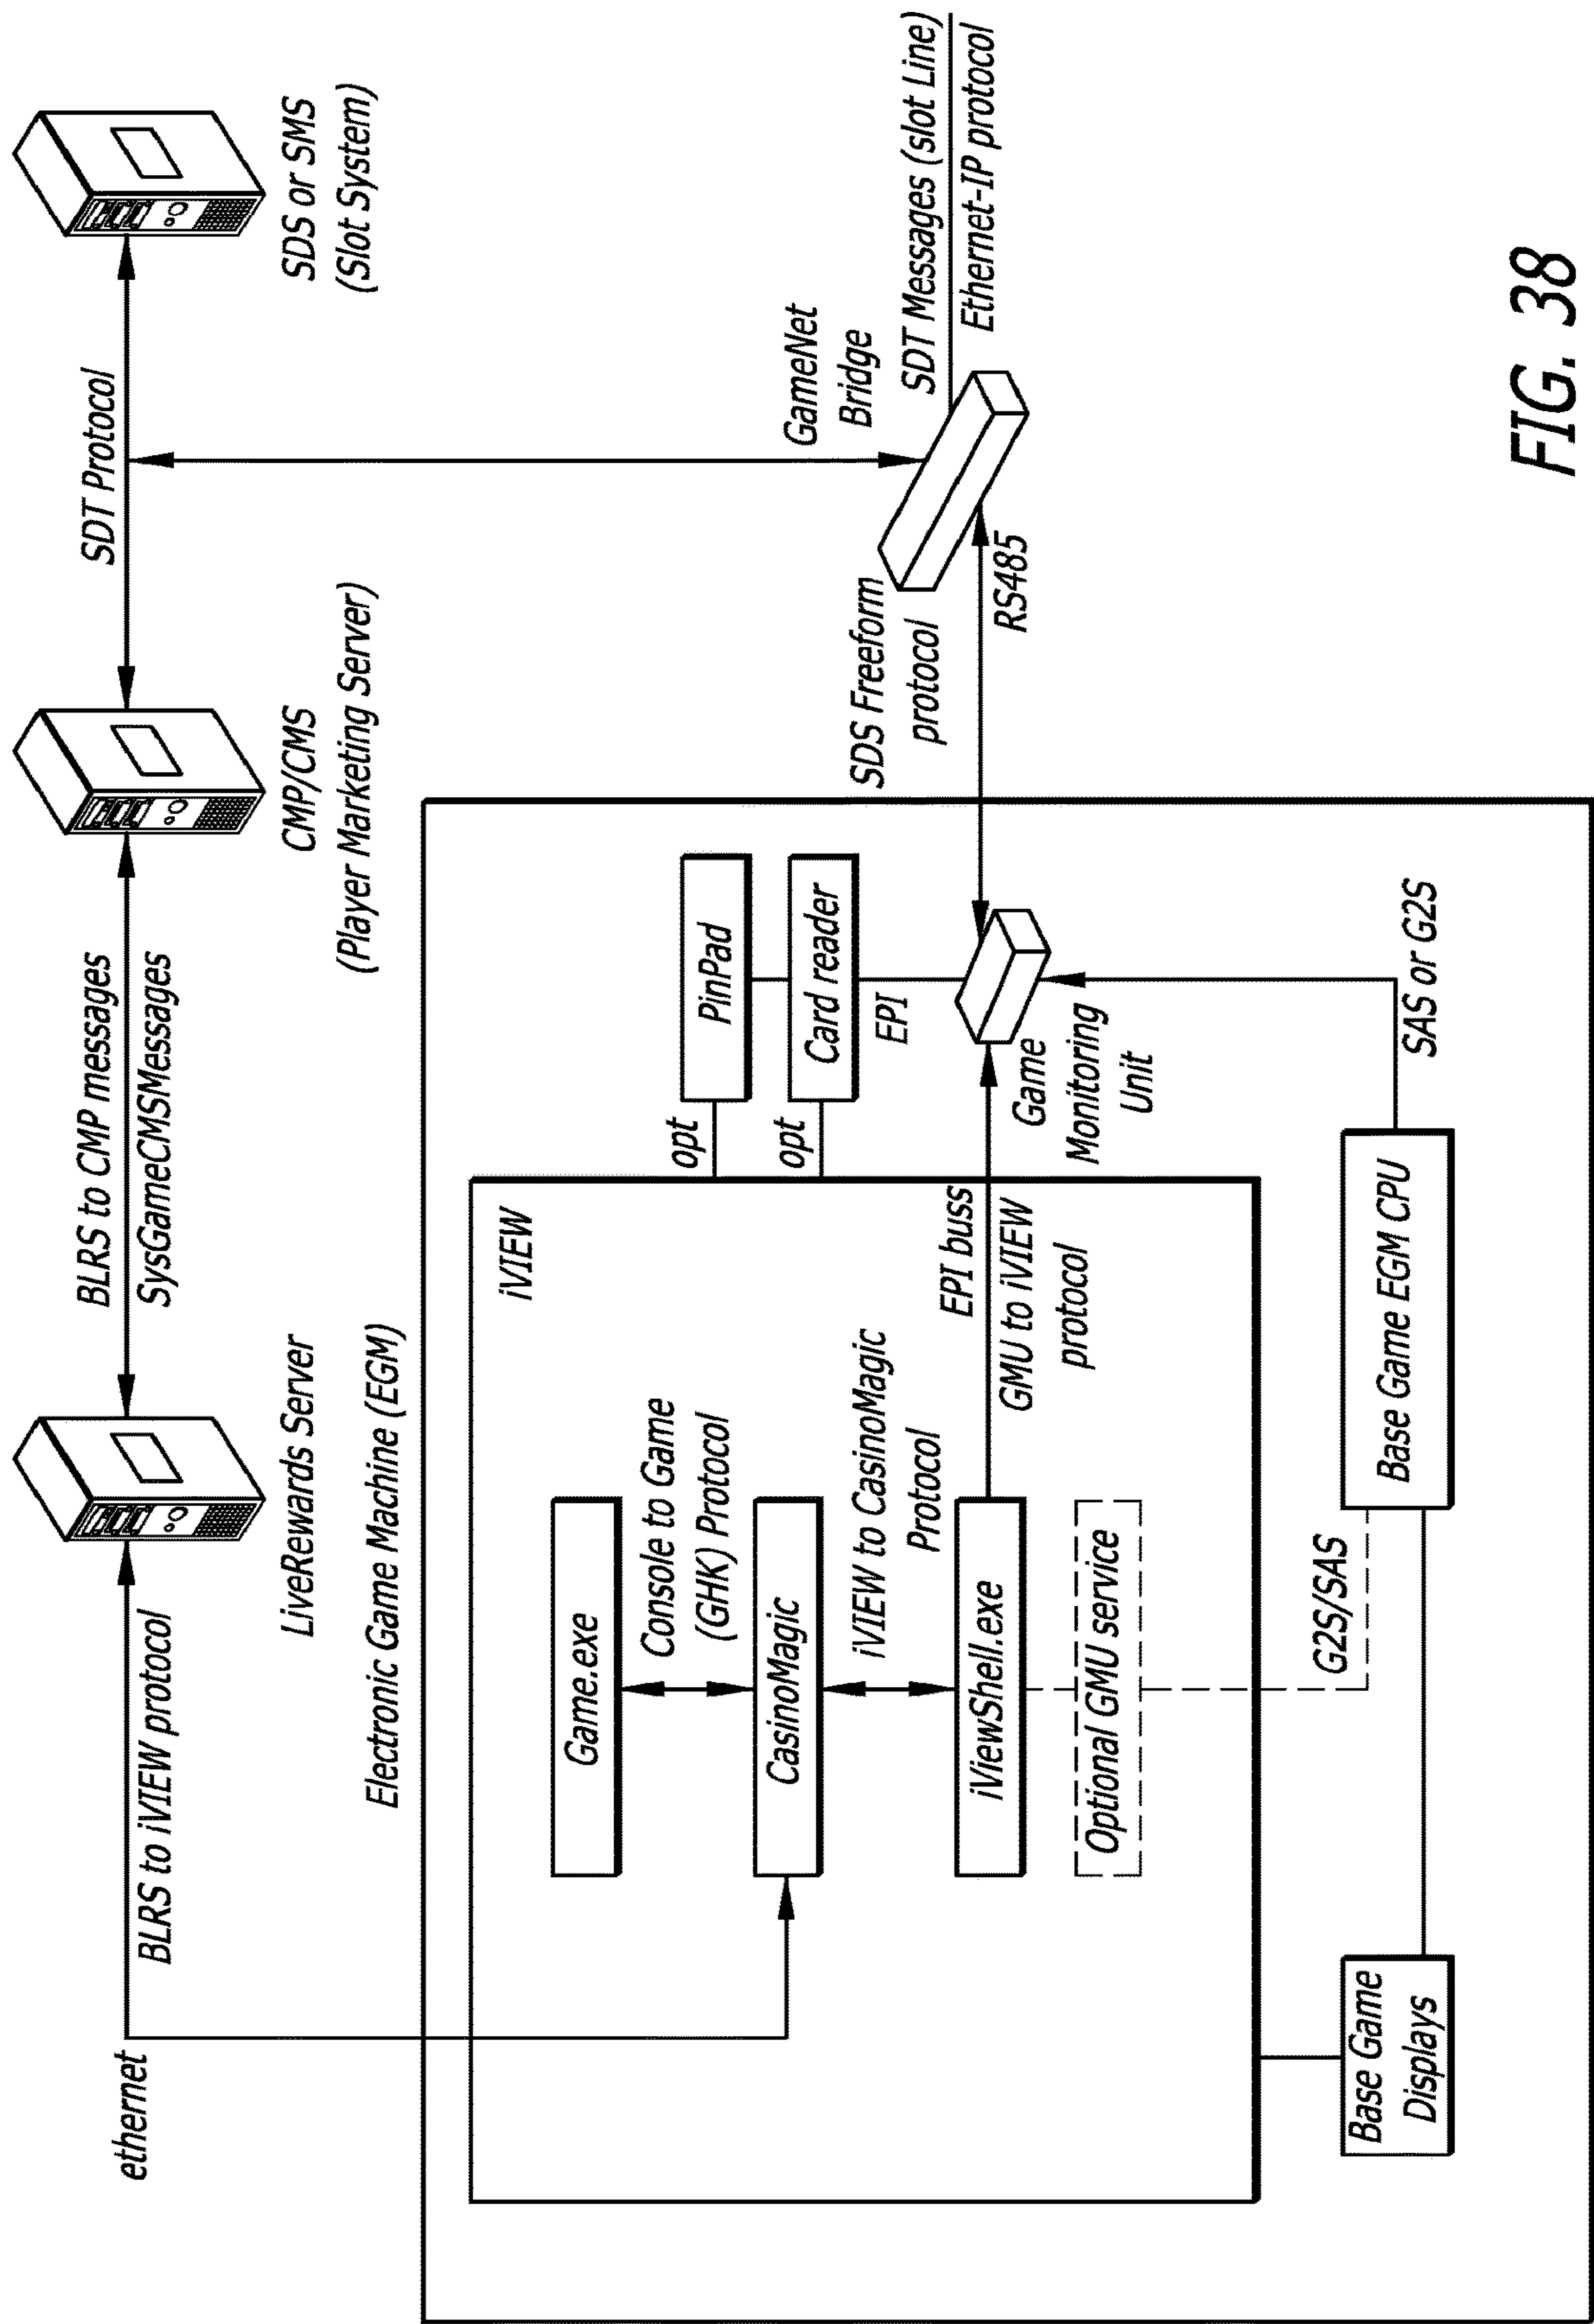 ethernet
BLRS to iVIEW protocol
BLRS to CMP messages
SysGameCMSMessages
SDT Protocol
LiveRewards Server
CMP/CMS
(Player Marketing Server)
SDS or SMS
(Slot System)
Electronic Game Machine (EGM)
iVIEW
Game.exe
Console to Game
(GHK) Protocol
CasinoMagic
iVIEW to CasinoMagic
Protocol
iViewShell.exe
Optional GMU service
EPI buss
GMU to iVIEW
protocol
opt
PinPad
opt
Card reader
EPI
Game
Monitoring
Unit
SDS Freeform
protocol
RS485
GameNet
Bridge
SDT Messages (slot Line)
Ethernet-IP protocol
G2S/SAS
SAS or G2S
Base Game
Displays
Base Game EGM CPU
FIG. 38